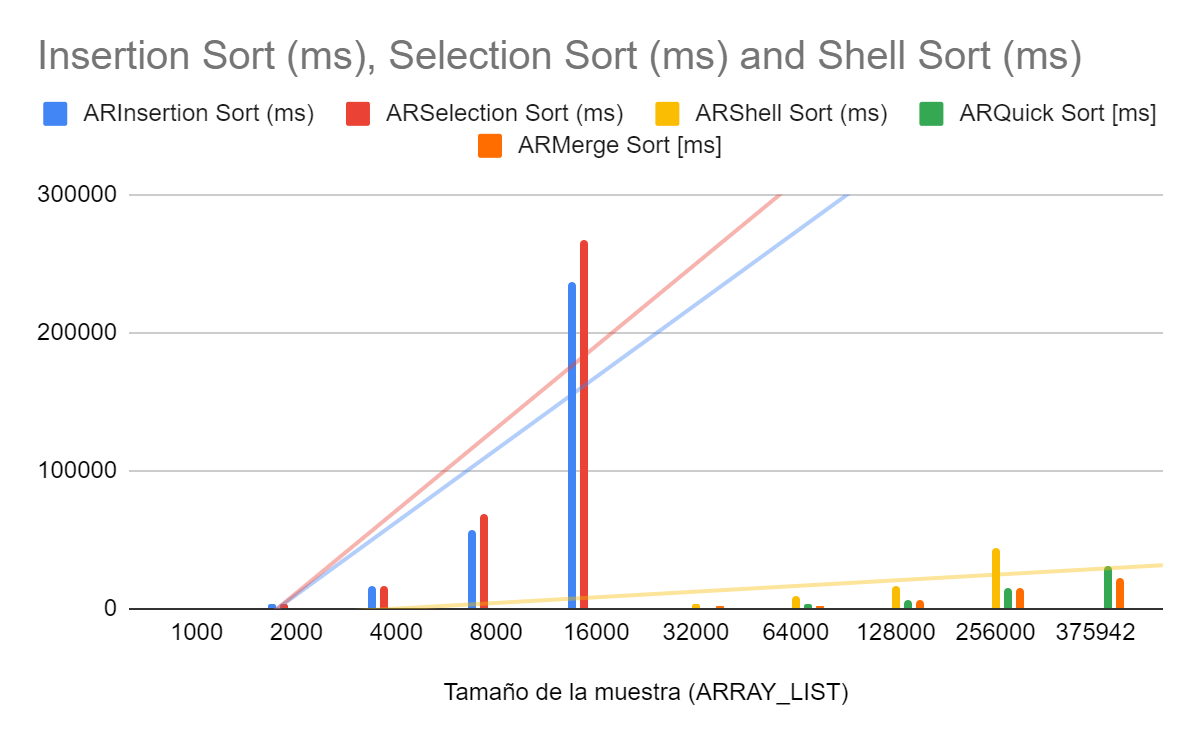 Insertion Sort (ms), Selection Sort (ms) and Shell Sort (ms)
ARInsertion Sort (ms) ARSelection Sort (ms) ARShell Sort (ms) ARQuick Sort [ms]
ARMerge Sort [ms]
300000
200000
100000
0
1000 2000 4000 8000 16000 32000 64000 128000 256000 375942
Tamaño de la muestra (ARRAY_LIST)